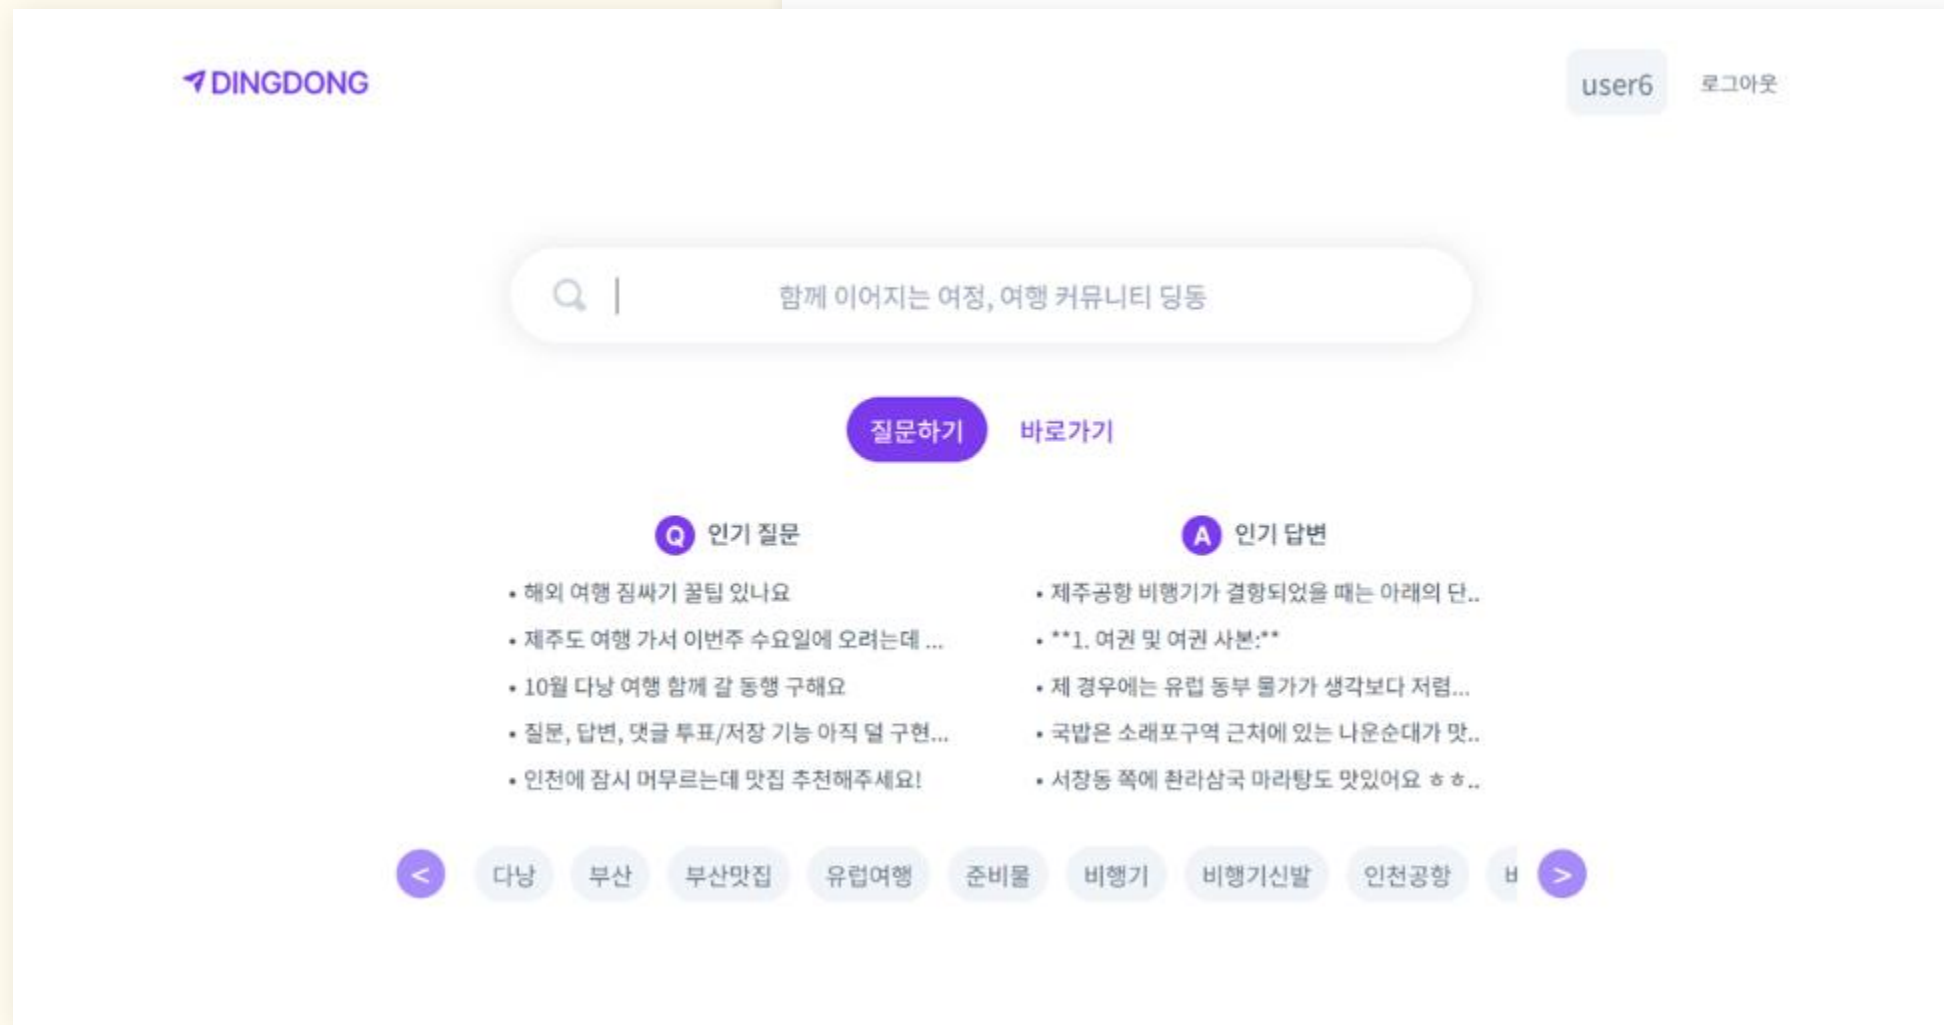 DINGDONG
user6 로그아웃
함께 이어지는 여정, 여행 커뮤니티 딩동
질문하기 바로가기
Q 인기 질문
• 해외 여행 짐싸기 꿀팁 있나요
• 제주도 여행 가서 이번주 수요일에 오려는데 ...
• 10월 다낭 여행 함께 갈 동행 구해요
• 질문, 답변, 댓글 투표/저장 기능 아직 덜 구현...
• 인천에 잠시 머무르는데 맛집 추천해주세요!
A 인기 답변
• 제주공항 비행기가 결항되었을 때는 아래의 단..
• **1. 여권 및 여권 사본:**
• 제 경우에는 유럽 동부 물가가 생각보다 저렴...
• 국밥은 소래포구역 근처에 있는 나운순대가 맛..
• 서창동 쪽에 촨라삼국 마라탕도 맛있어요 ㅎㅎ..
< 다낭 부산 부산맛집 유럽여행 준비물 비행기 비행기신발 인천공항 >